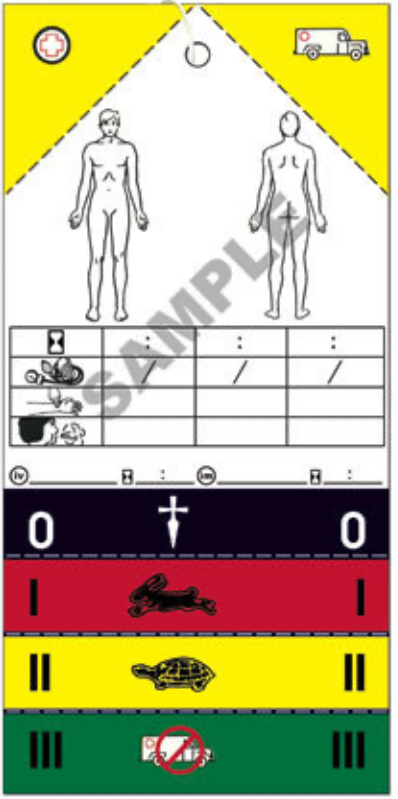 SAMPLE
: : :
/ / /
iv : im :
0 0
I I
II II
III III